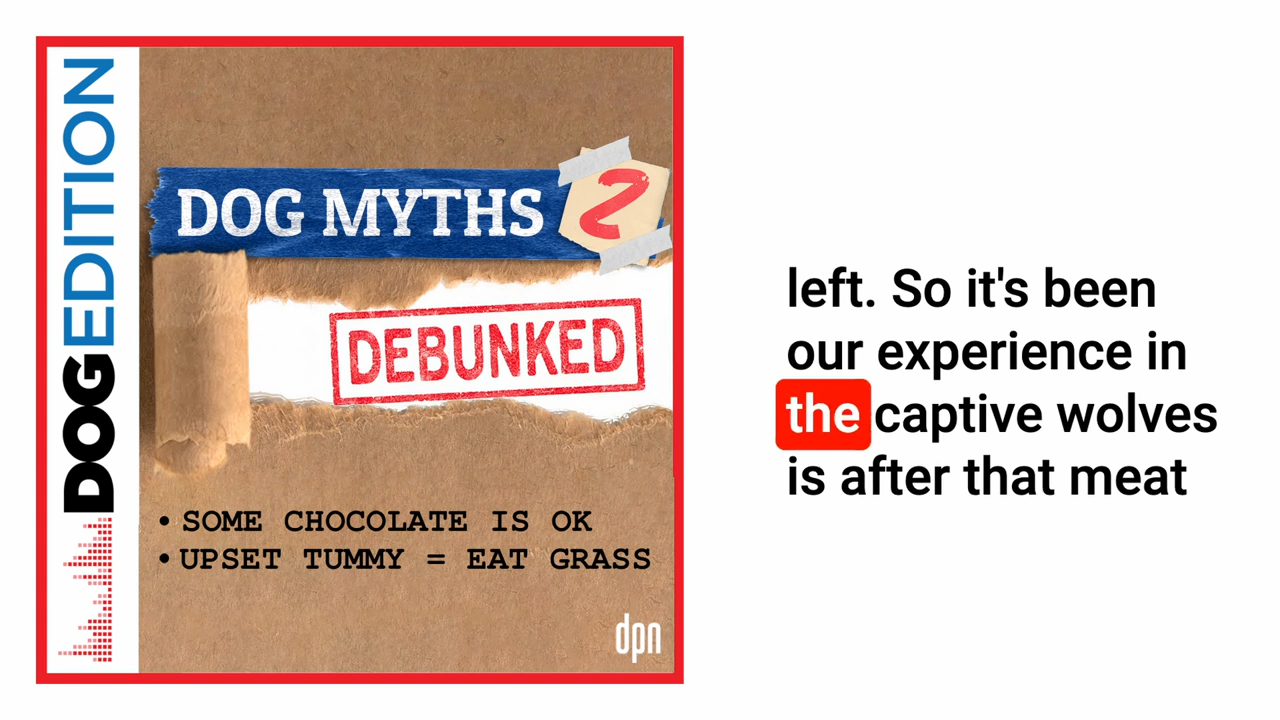 DOGEDITION
DOG MYTHS 2
DEBUNKED
• SOME CHOCOLATE IS OK
• UPSET TUMMY = EAT GRASS
dpn
left. So it's been
our experience in
the captive wolves
is after that meat